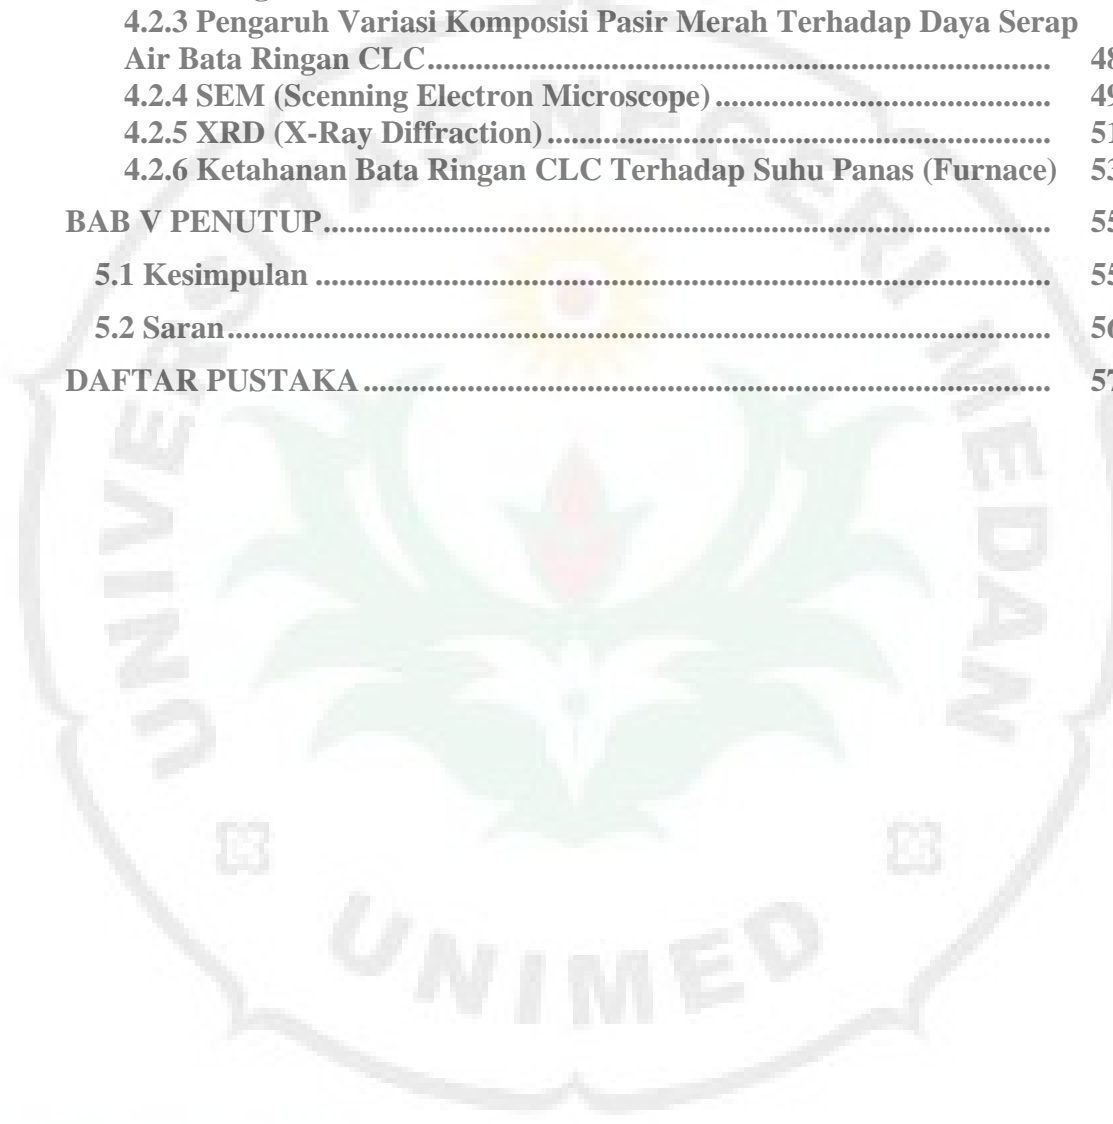 4.2.3 Pengaruh Variasi Komposisi Pasir Merah Terhadap Daya Serap
Air Bata Ringan CLC.......................................................................... 48
4.2.4 SEM (Scenning Electron Microscope)........................................ 49
4.2.5 XRD (X-Ray Diffraction)............................................................ 51
4.2.6 Ketahanan Bata Ringan CLC Terhadap Suhu Panas (Furnace) 53
BAB V PENUTUP...................................................................................... 55
5.1 Kesimpulan ....................................................................................... 55
5.2 Saran.................................................................................................. 56
DAFTAR PUSTAKA ................................................................................. 57
UNIVERSITAS NEGERI MEDAN
UNIMED